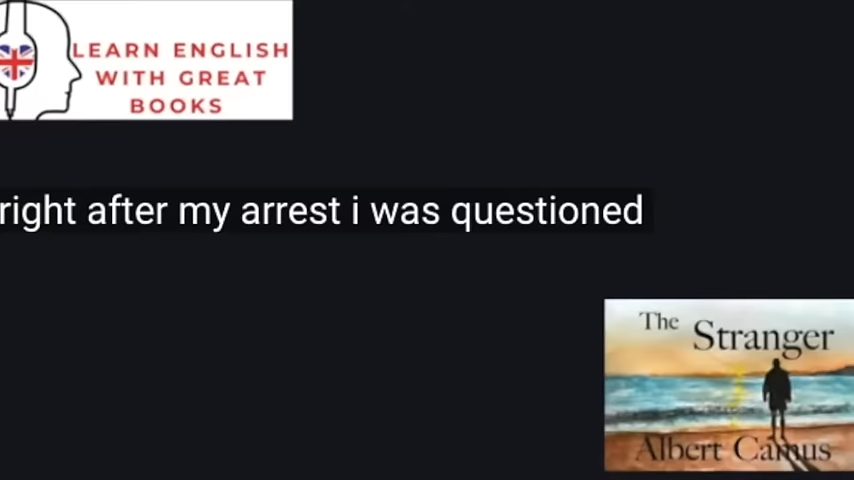 LEARN ENGLISH
WITH GREAT
BOOKS
right after my arrest i was questioned
The Stranger
Albert Camus